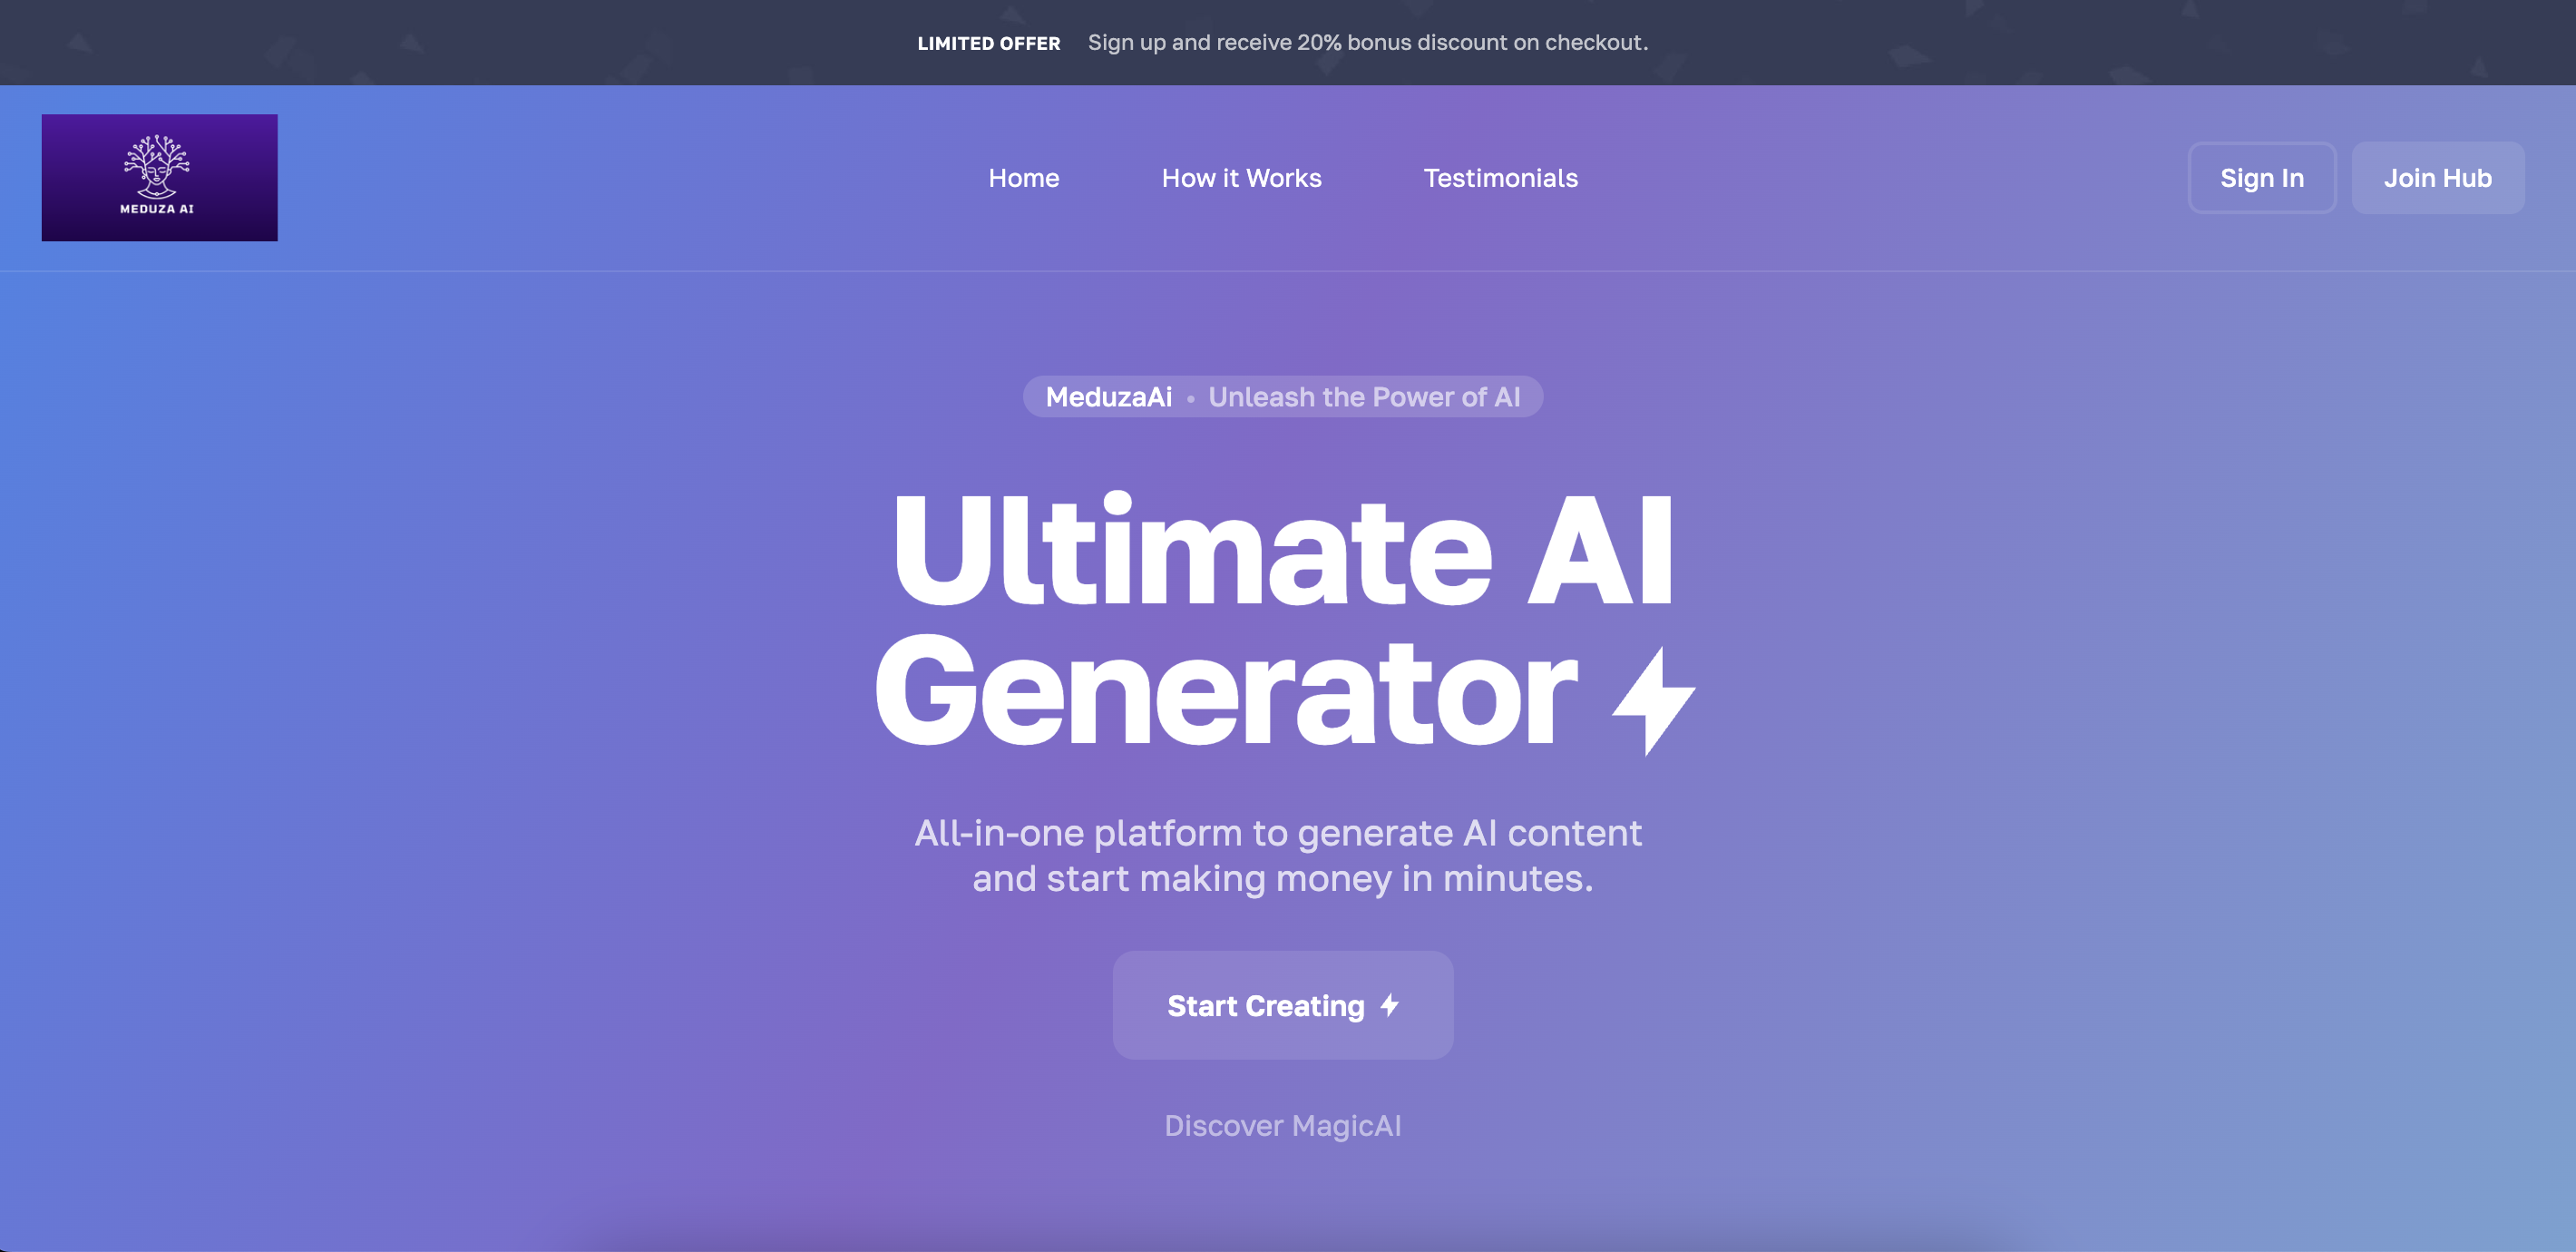 LIMITED OFFER Sign up and receive 20% bonus discount on checkout.
MEDUZA AI
Home How it Works Testimonials Sign In Join Hub
MeduzaAi • Unleash the Power of AI
Ultimate AI
Generator
All-in-one platform to generate AI content
and start making money in minutes.
Start Creating
Discover MagicAI